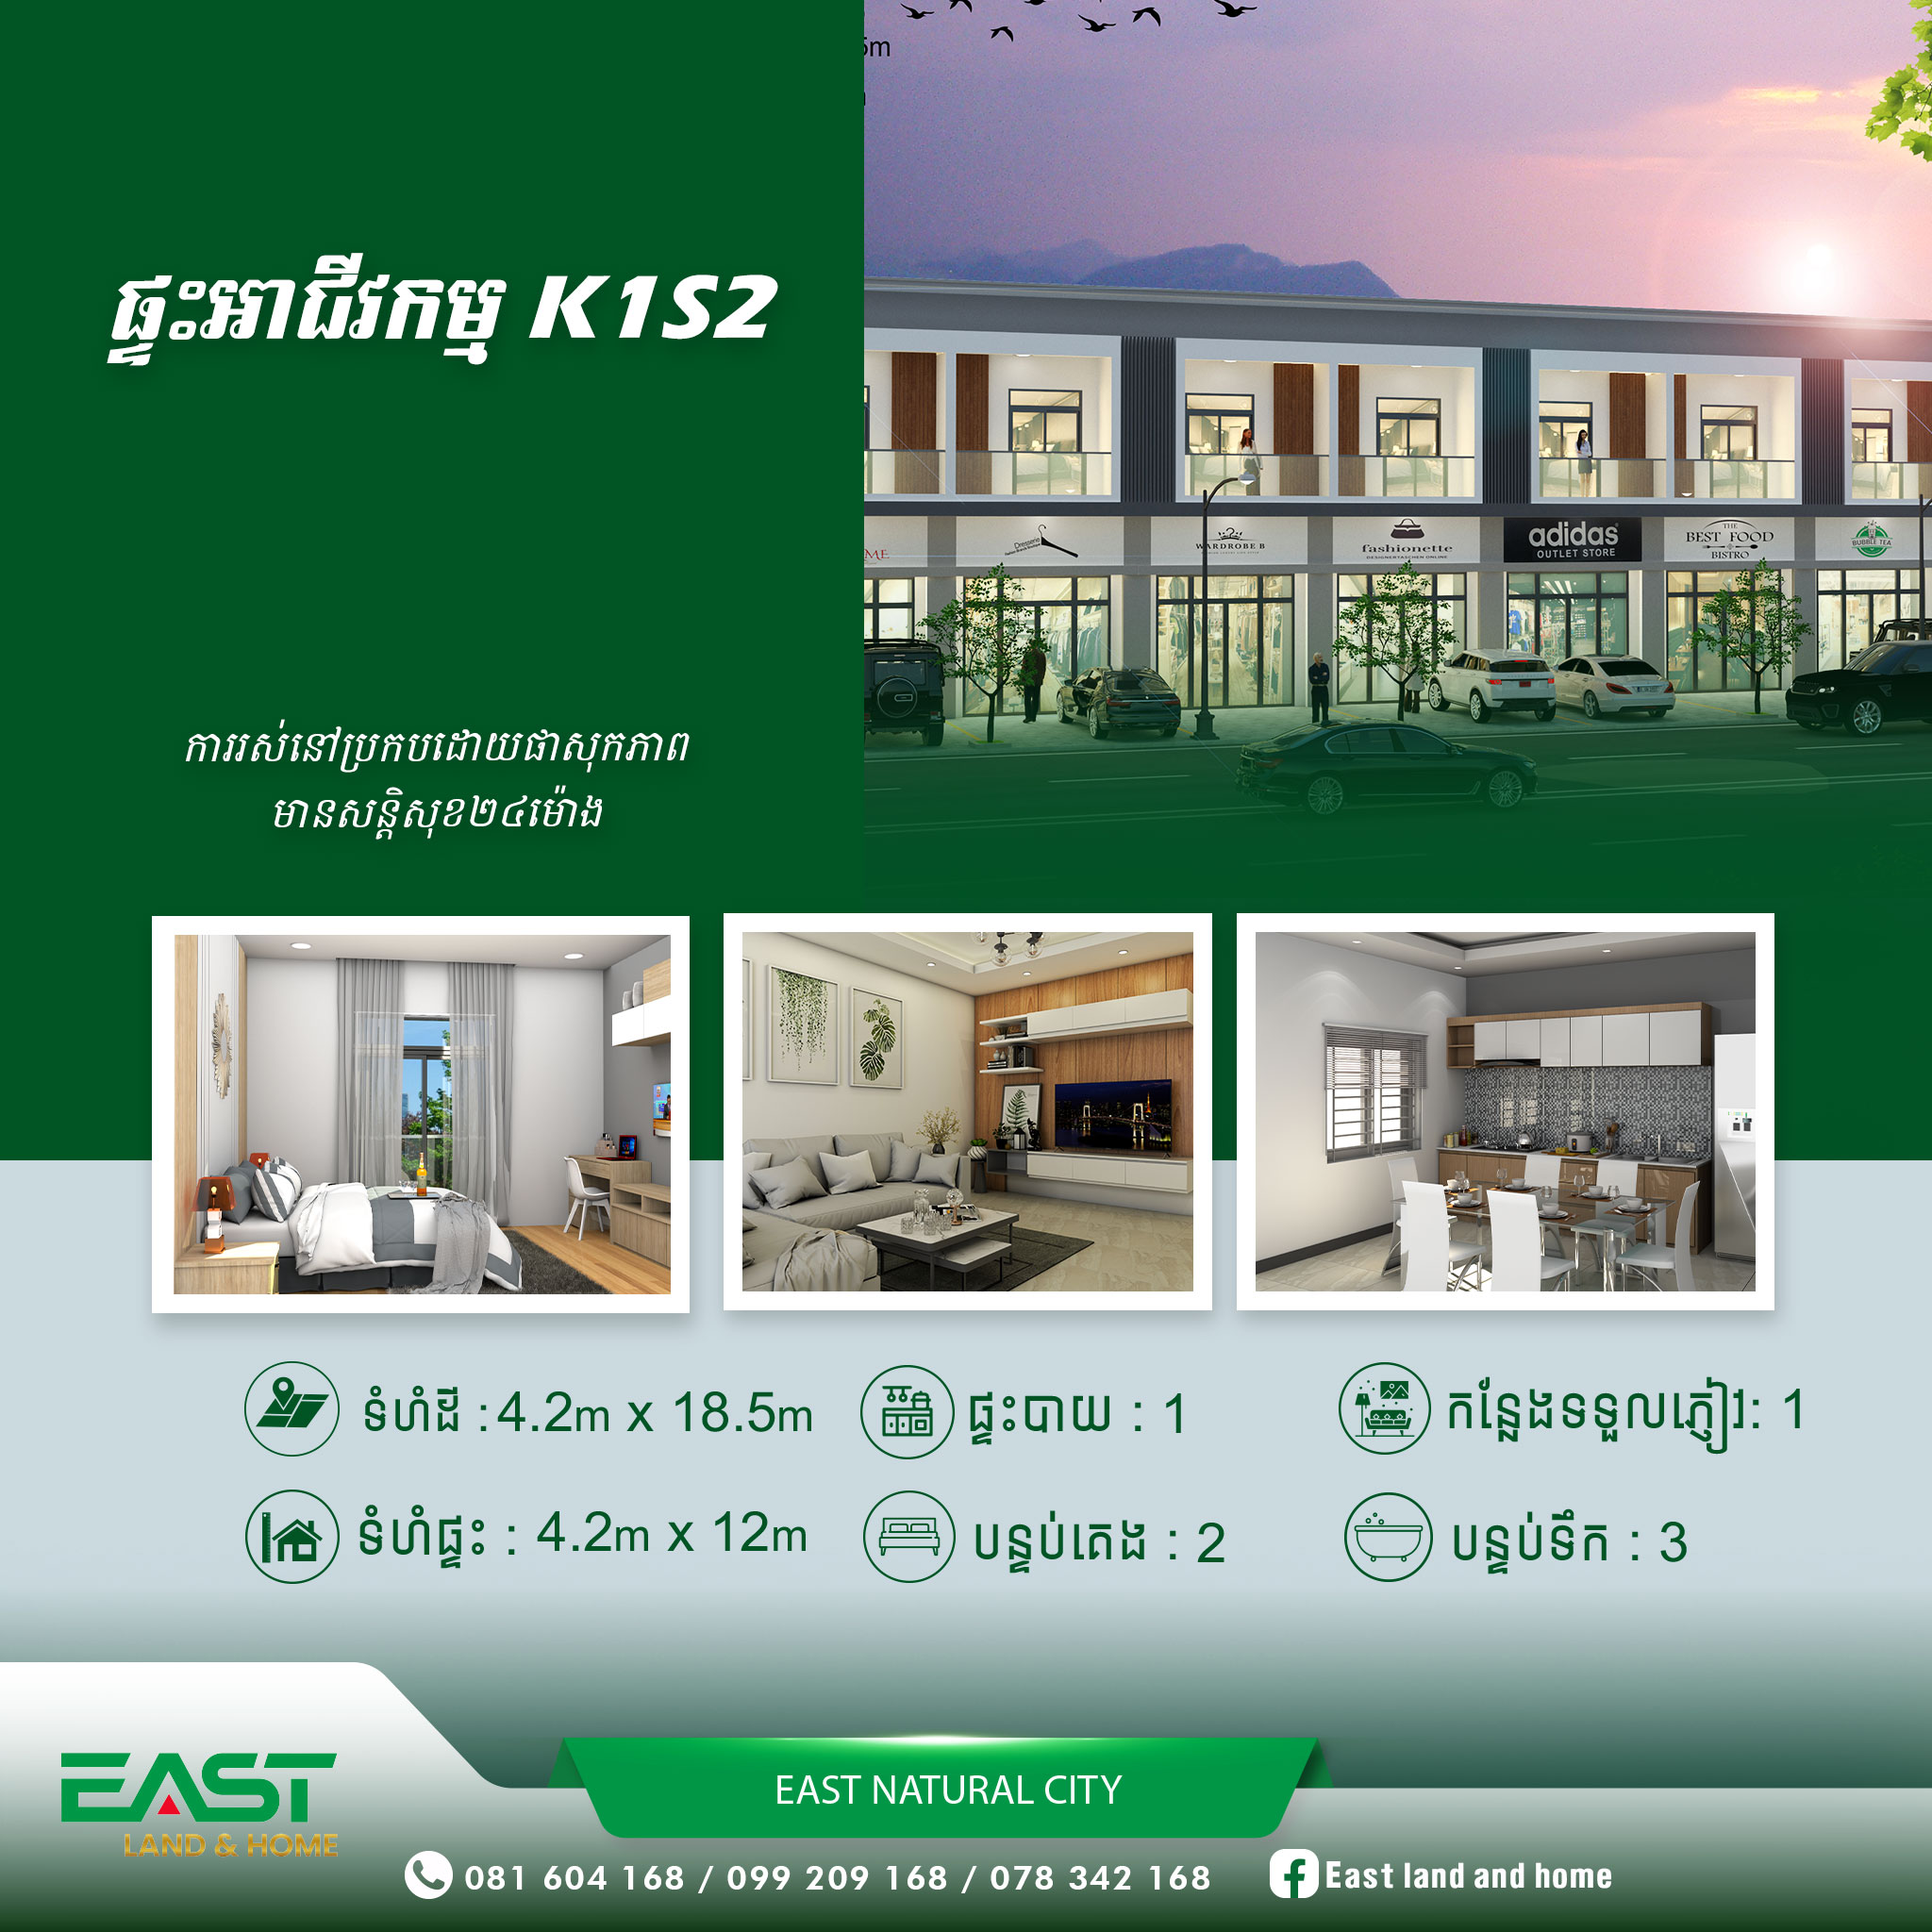 5m
ផ្ទះអាជីវកម្ម K1S2
Dresserie
WARDROBE B
fashionette
adidas
OUTLET STORE
THE
BEST FOOD
BISTRO
BUBBLE TEA
ការរស់នៅប្រកបដោយផាសុកភាព
មានសន្តិសុខ២៤ម៉ោង
ទំហំដី : 4.2m x 18.5m
ផ្ទះបាយ : 1
កន្លែងទទួលភ្ញៀវ: 1
ទំហំផ្ទះ : 4.2m x 12m
បន្ទប់គេង : 2
បន្ទប់ទឹក : 3
EAST
LAND & HOME
EAST NATURAL CITY
081 604 168 / 099 209 168 / 078 342 168
East land and home